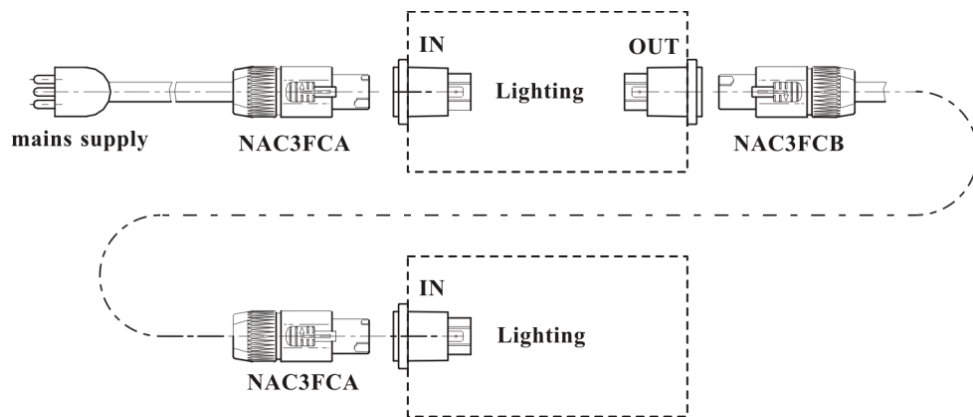 IN
OUT
Lighting
mains supply
NAC3FCA
NAC3FCB
IN
Lighting
NAC3FCA